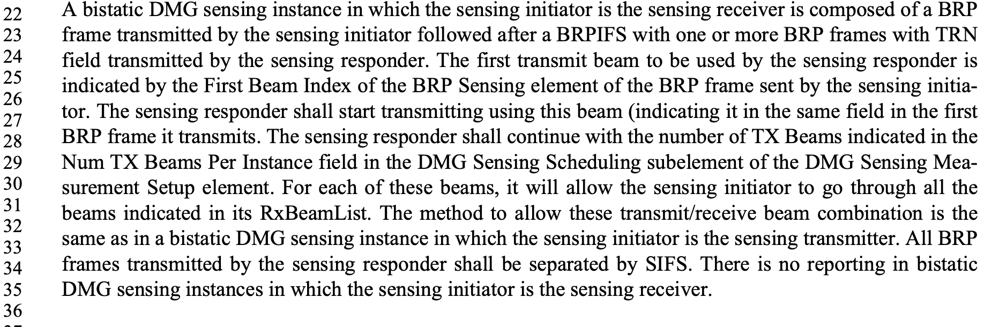 22 A bistatic DMG sensing instance in which the sensing initiator is the sensing receiver is composed of a BRP
23 frame transmitted by the sensing initiator followed after a BRPIFS with one or more BRP frames with TRN
24 field transmitted by the sensing responder. The first transmit beam to be used by the sensing responder is
25 indicated by the First Beam Index of the BRP Sensing element of the BRP frame sent by the sensing initia-
26 tor. The sensing responder shall start transmitting using this beam (indicating it in the same field in the first
27 BRP frame it transmits. The sensing responder shall continue with the number of TX Beams indicated in the
28 Num TX Beams Per Instance field in the DMG Sensing Scheduling subelement of the DMG Sensing Mea-
29 surement Setup element. For each of these beams, it will allow the sensing initiator to go through all the
30 beams indicated in its RxBeamList. The method to allow these transmit/receive beam combination is the
31 same as in a bistatic DMG sensing instance in which the sensing initiator is the sensing transmitter. All BRP
32 frames transmitted by the sensing responder shall be separated by SIFS. There is no reporting in bistatic
33 DMG sensing instances in which the sensing initiator is the sensing receiver.
34
35
36